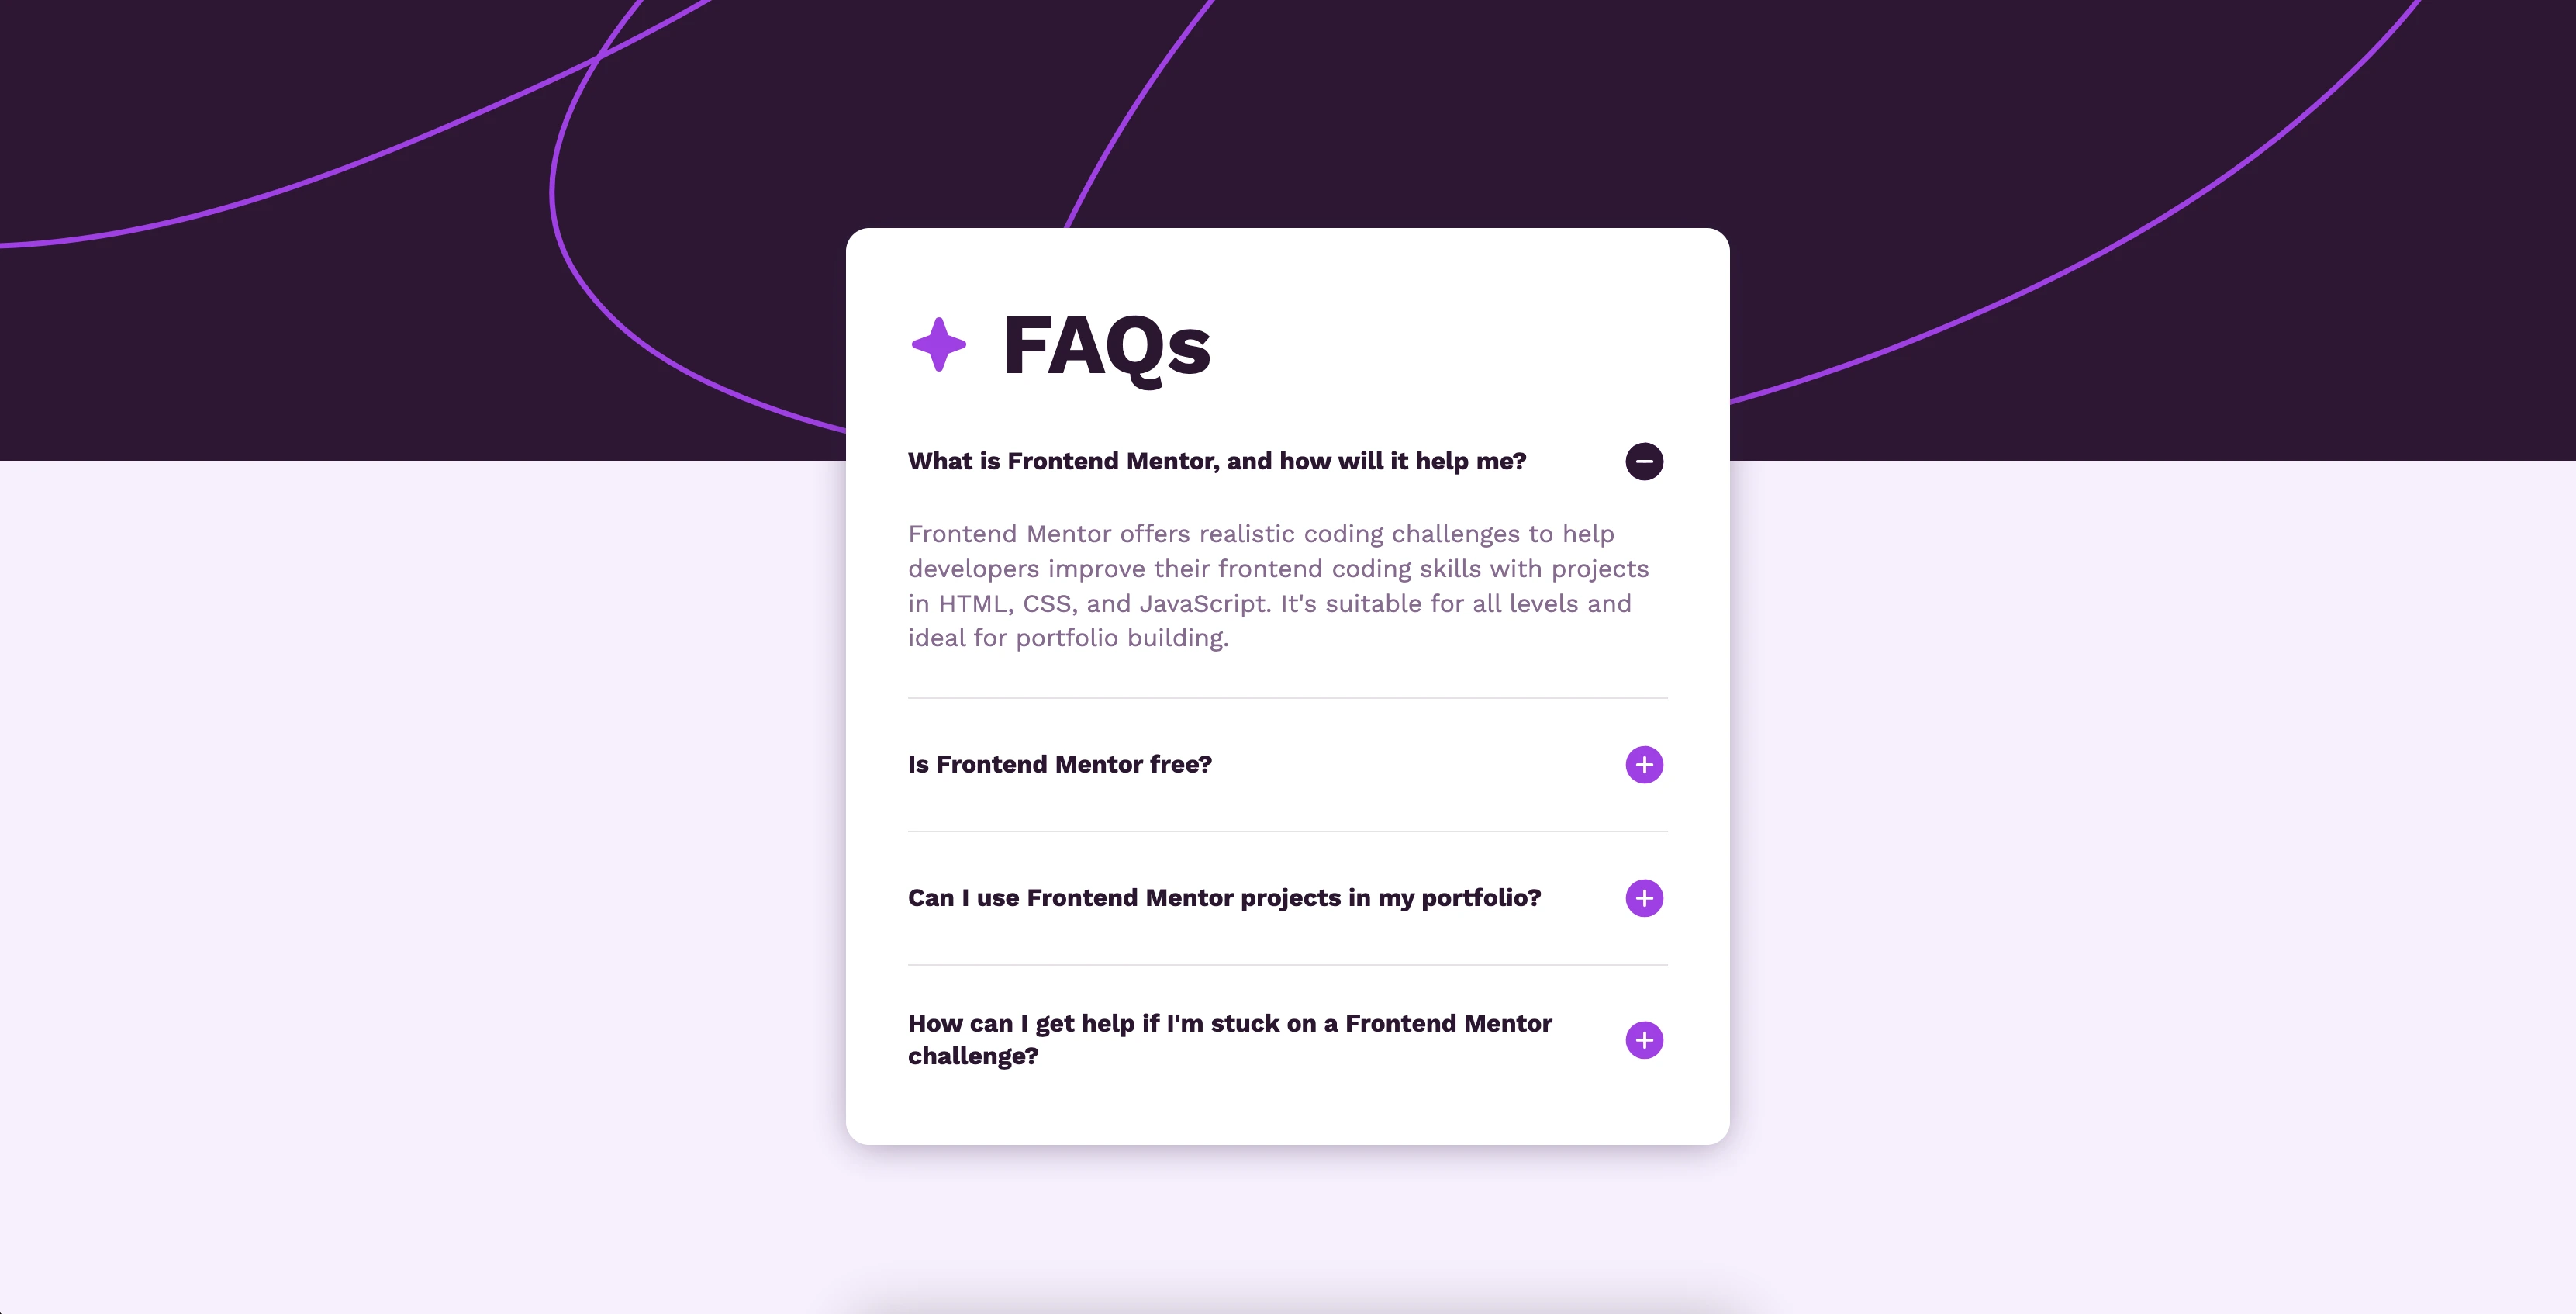 FAQs
What is Frontend Mentor, and how will it help me?
Frontend Mentor offers realistic coding challenges to help
developers improve their frontend coding skills with projects
in HTML, CSS, and JavaScript. It's suitable for all levels and
ideal for portfolio building.
Is Frontend Mentor free?
Can I use Frontend Mentor projects in my portfolio?
How can I get help if I'm stuck on a Frontend Mentor
challenge?